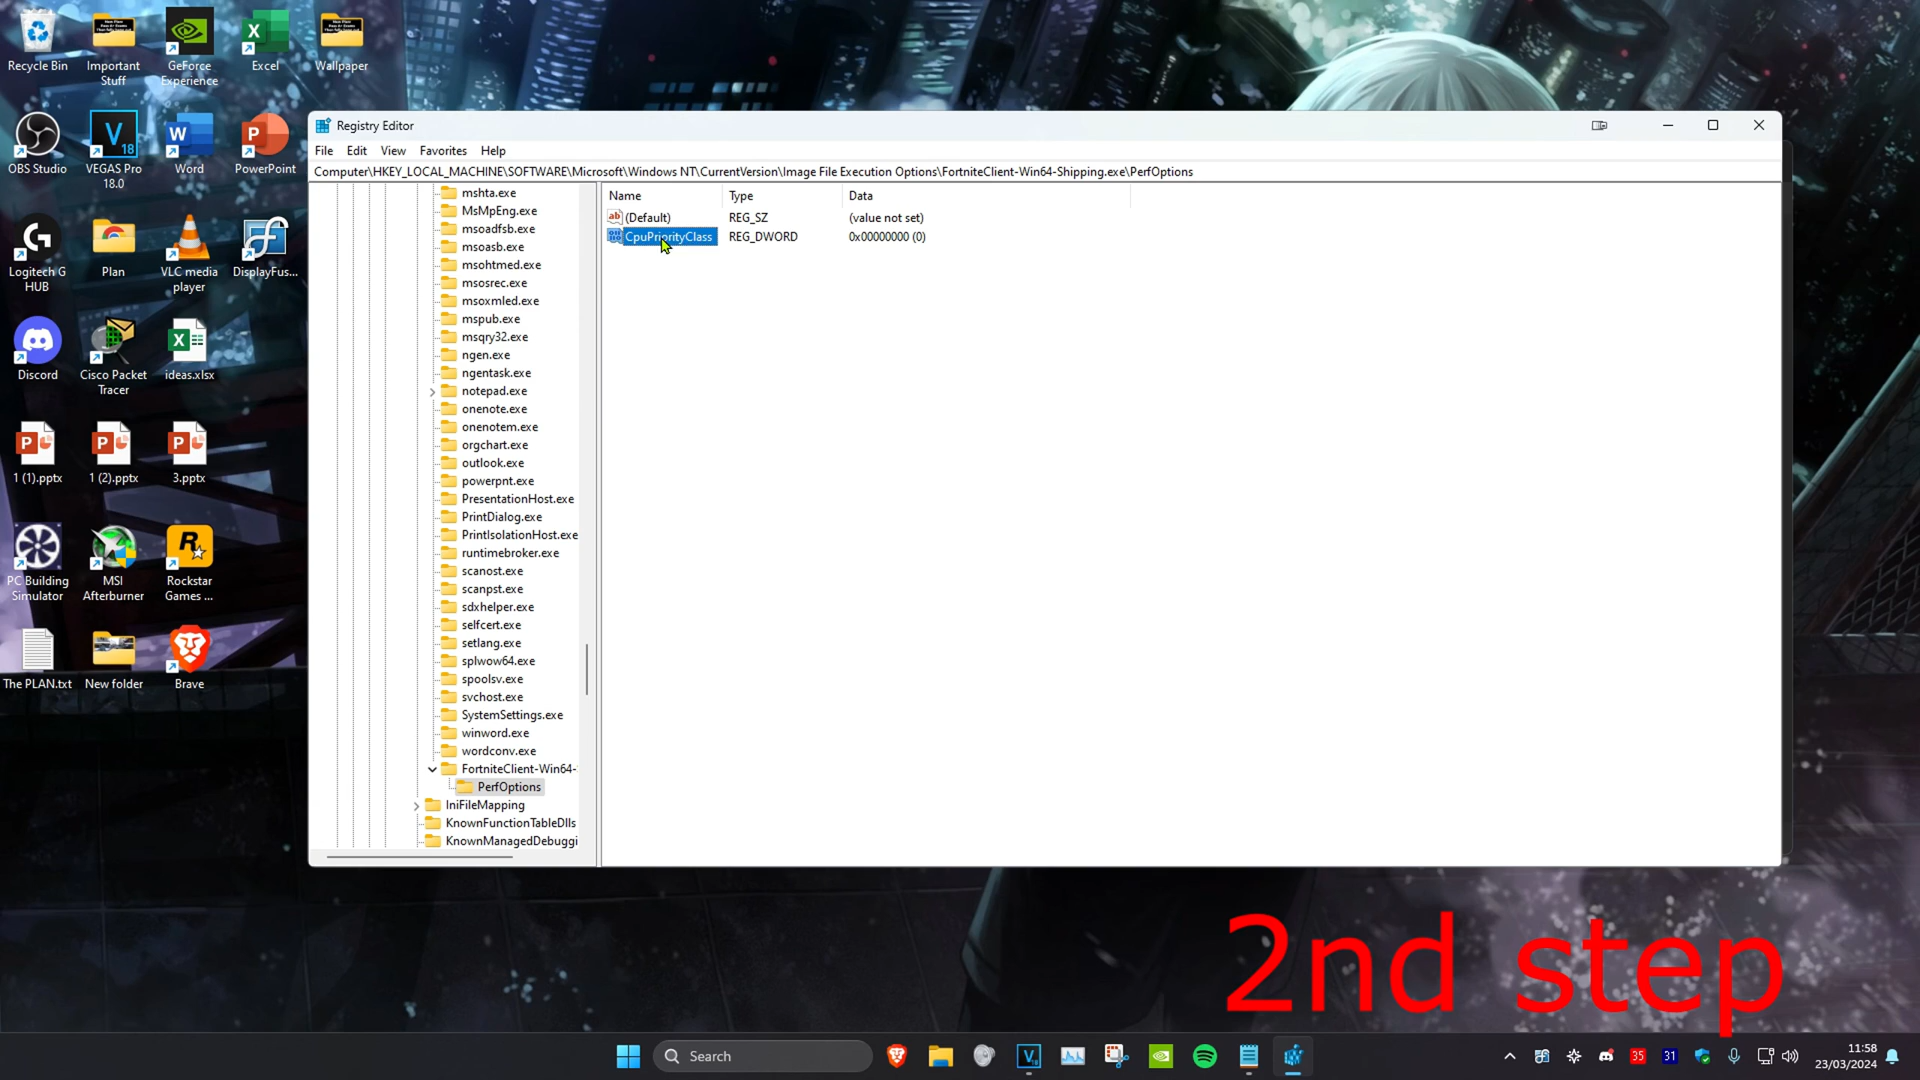 Recycle Bin
Important Stuff
GeForce Experience
Excel
Wallpaper
OBS Studio
VEGAS Pro 18.0
Word
PowerPoint
Logitech G HUB
Plan
VLC media player
DisplayFus...
Discord
Cisco Packet Tracer
ideas.xlsx
1 (1).pptx
1 (2).pptx
3.pptx
PC Building Simulator
MSI Afterburner
Rockstar Games ...
The PLAN.txt
New folder
Brave
Registry Editor
File Edit View Favorites Help
Computer\HKEY_LOCAL_MACHINE\SOFTWARE\Microsoft\Windows NT\CurrentVersion\Image File Execution Options\FortniteClient-Win64-Shipping.exe\PerfOptions
mshta.exe
MsMpEng.exe
msoadfsb.exe
msoasb.exe
msohtmed.exe
msosrec.exe
msoxmled.exe
mspub.exe
msqry32.exe
ngen.exe
ngentask.exe
notepad.exe
onenote.exe
onenotem.exe
orgchart.exe
outlook.exe
powerpnt.exe
PresentationHost.exe
PrintDialog.exe
PrintIsolationHost.exe
runtimebroker.exe
scanost.exe
scanpst.exe
sdxhelper.exe
selfcert.exe
setlang.exe
splwow64.exe
spoolsv.exe
svchost.exe
SystemSettings.exe
winword.exe
wordconv.exe
FortniteClient-Win64-
PerfOptions
IniFileMapping
KnownFunctionTableDlls
KnownManagedDebuggi
Name Type Data
(Default) REG_SZ (value not set)
CpuPriorityClass REG_DWORD 0x00000000 (0)
2nd step
Search
35
31
11:58
23/03/2024